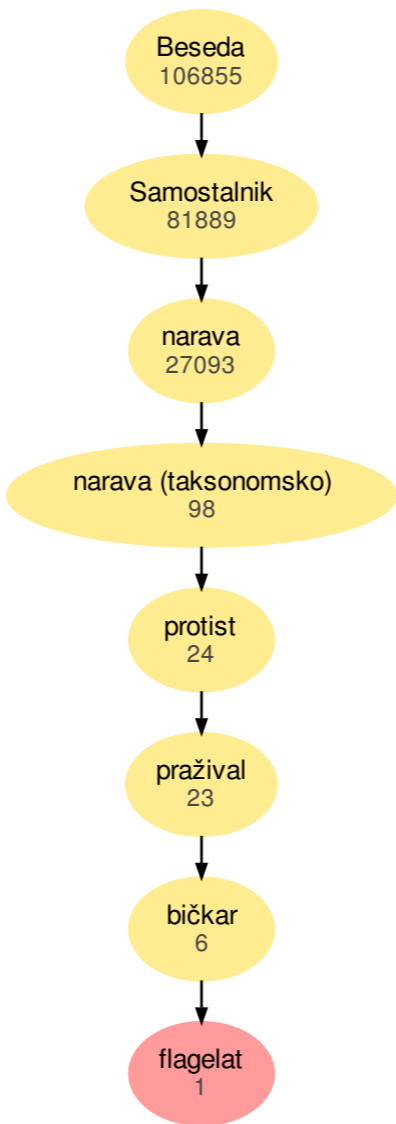 Beseda
106855
Samostalnik
81889
narava
27093
narava (taksonomsko)
98
protist
24
pražival
23
bičkar
6
flagelat
1